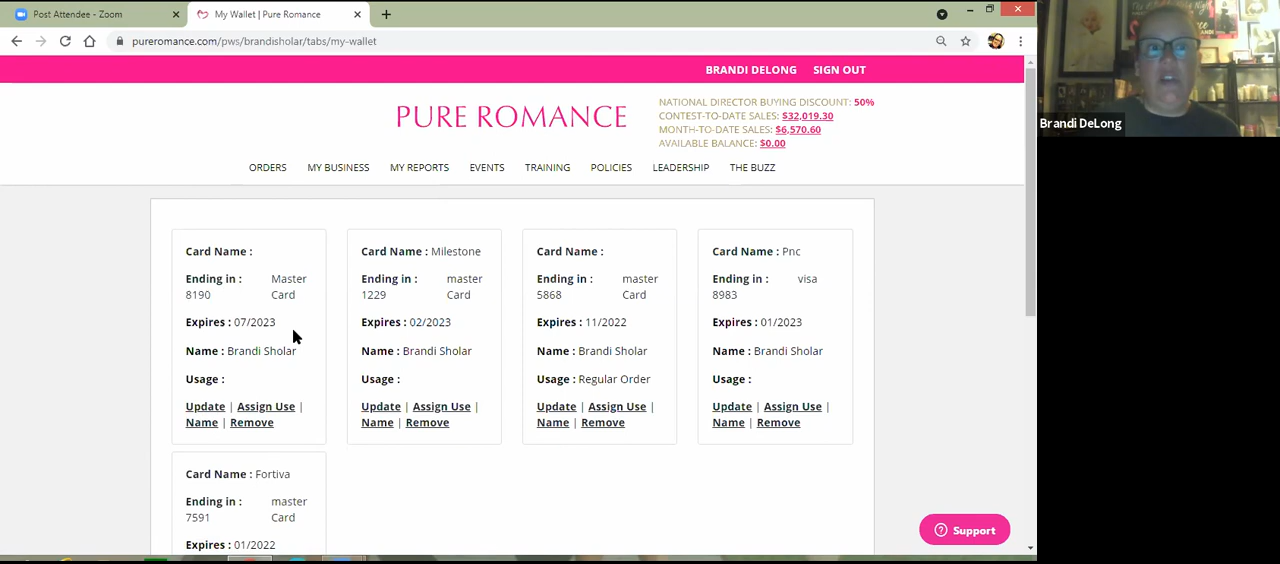 Post Attendee - Zoom
My Wallet | Pure Romance
pureromance.com/pws/brandisholar/tabs/my-wallet
BRANDI DELONG SIGN OUT
PURE ROMANCE
NATIONAL DIRECTOR BUYING DISCOUNT: 50%
CONTEST-TO-DATE SALES: $32,019.30
MONTH-TO-DATE SALES: $6,570.60
AVAILABLE BALANCE: $0.00
ORDERS MY BUSINESS MY REPORTS EVENTS TRAINING POLICIES LEADERSHIP THE BUZZ
Card Name :
Ending in : Master
8190 Card
Expires : 07/2023
Name : Brandi Sholar
Usage :
Update | Assign Use |
Name | Remove
Card Name : Milestone
Ending in : master
1229 Card
Expires : 02/2023
Name : Brandi Sholar
Usage :
Update | Assign Use |
Name | Remove
Card Name :
Ending in : master
5868 Card
Expires : 11/2022
Name : Brandi Sholar
Usage : Regular Order
Update | Assign Use |
Name | Remove
Card Name : Pnc
Ending in : visa
8983
Expires : 01/2023
Name : Brandi Sholar
Usage :
Update | Assign Use |
Name | Remove
Card Name : Fortiva
Ending in : master
7591 Card
Expires : 01/2022
Support
Brandi DeLong